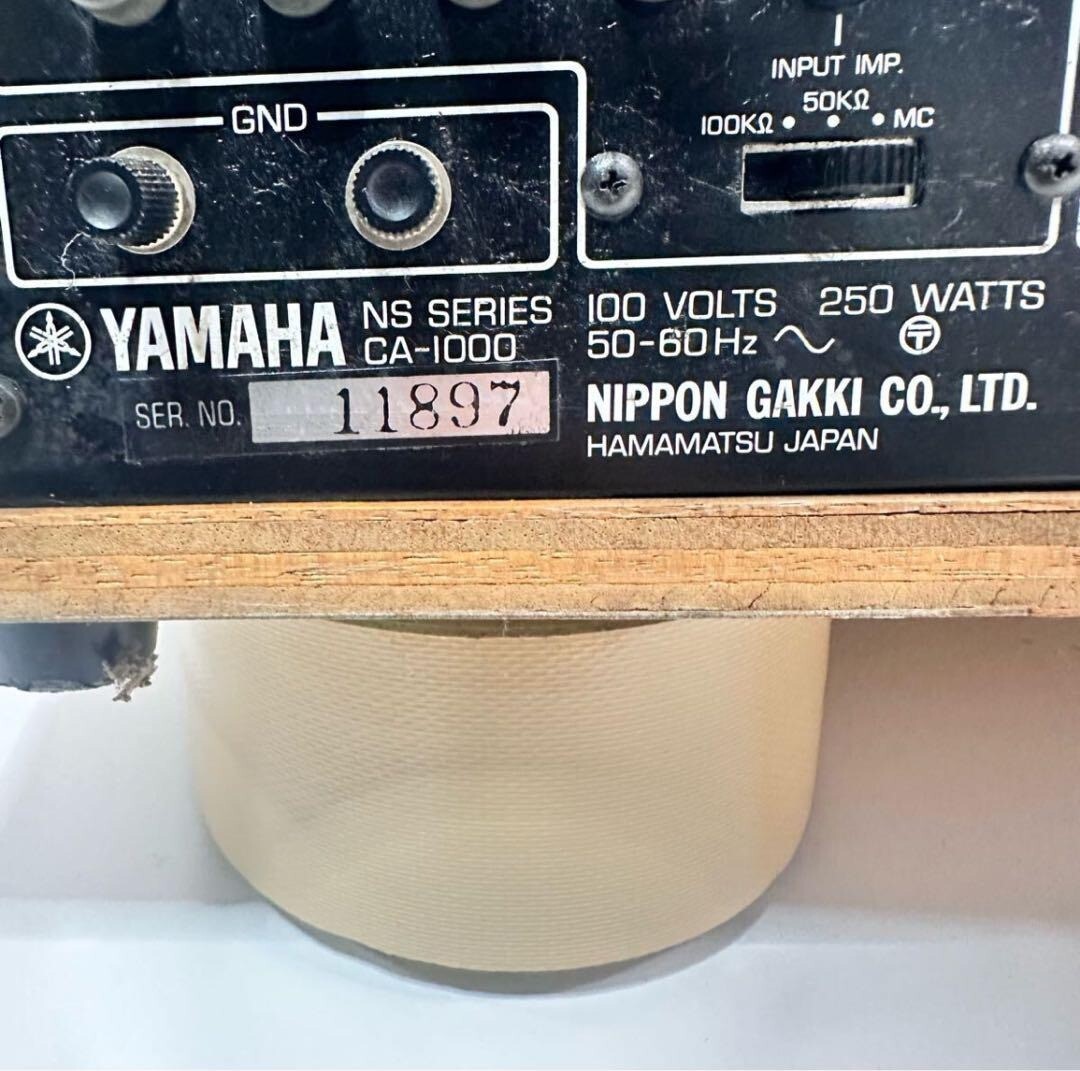 INPUT IMP.
50KΩ
100KΩ • • • MC
GND
YAMAHA NS SERIES
CA-1000
SER. NO. 11897
100 VOLTS 250 WATTS
50-60Hz
NIPPON GAKKI CO., LTD.
HAMAMATSU JAPAN